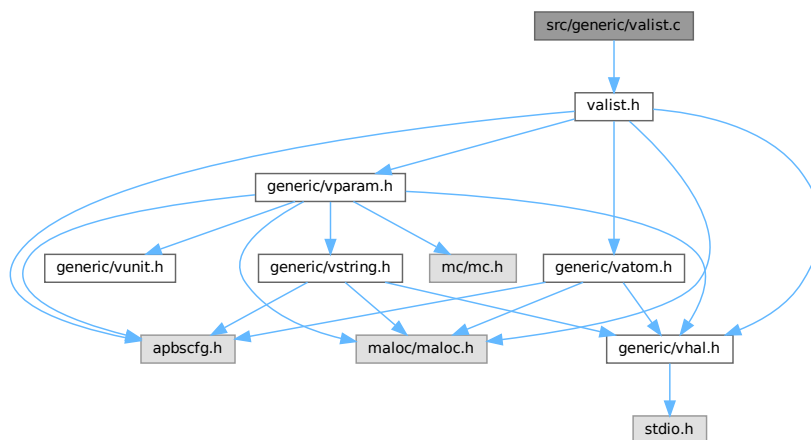 src/generic/valist.c
valist.h
generic/vparam.h
generic/vunit.h
generic/vstring.h
mc/mc.h
generic/vatom.h
apbscfg.h
maloc/maloc.h
generic/vhal.h
stdio.h